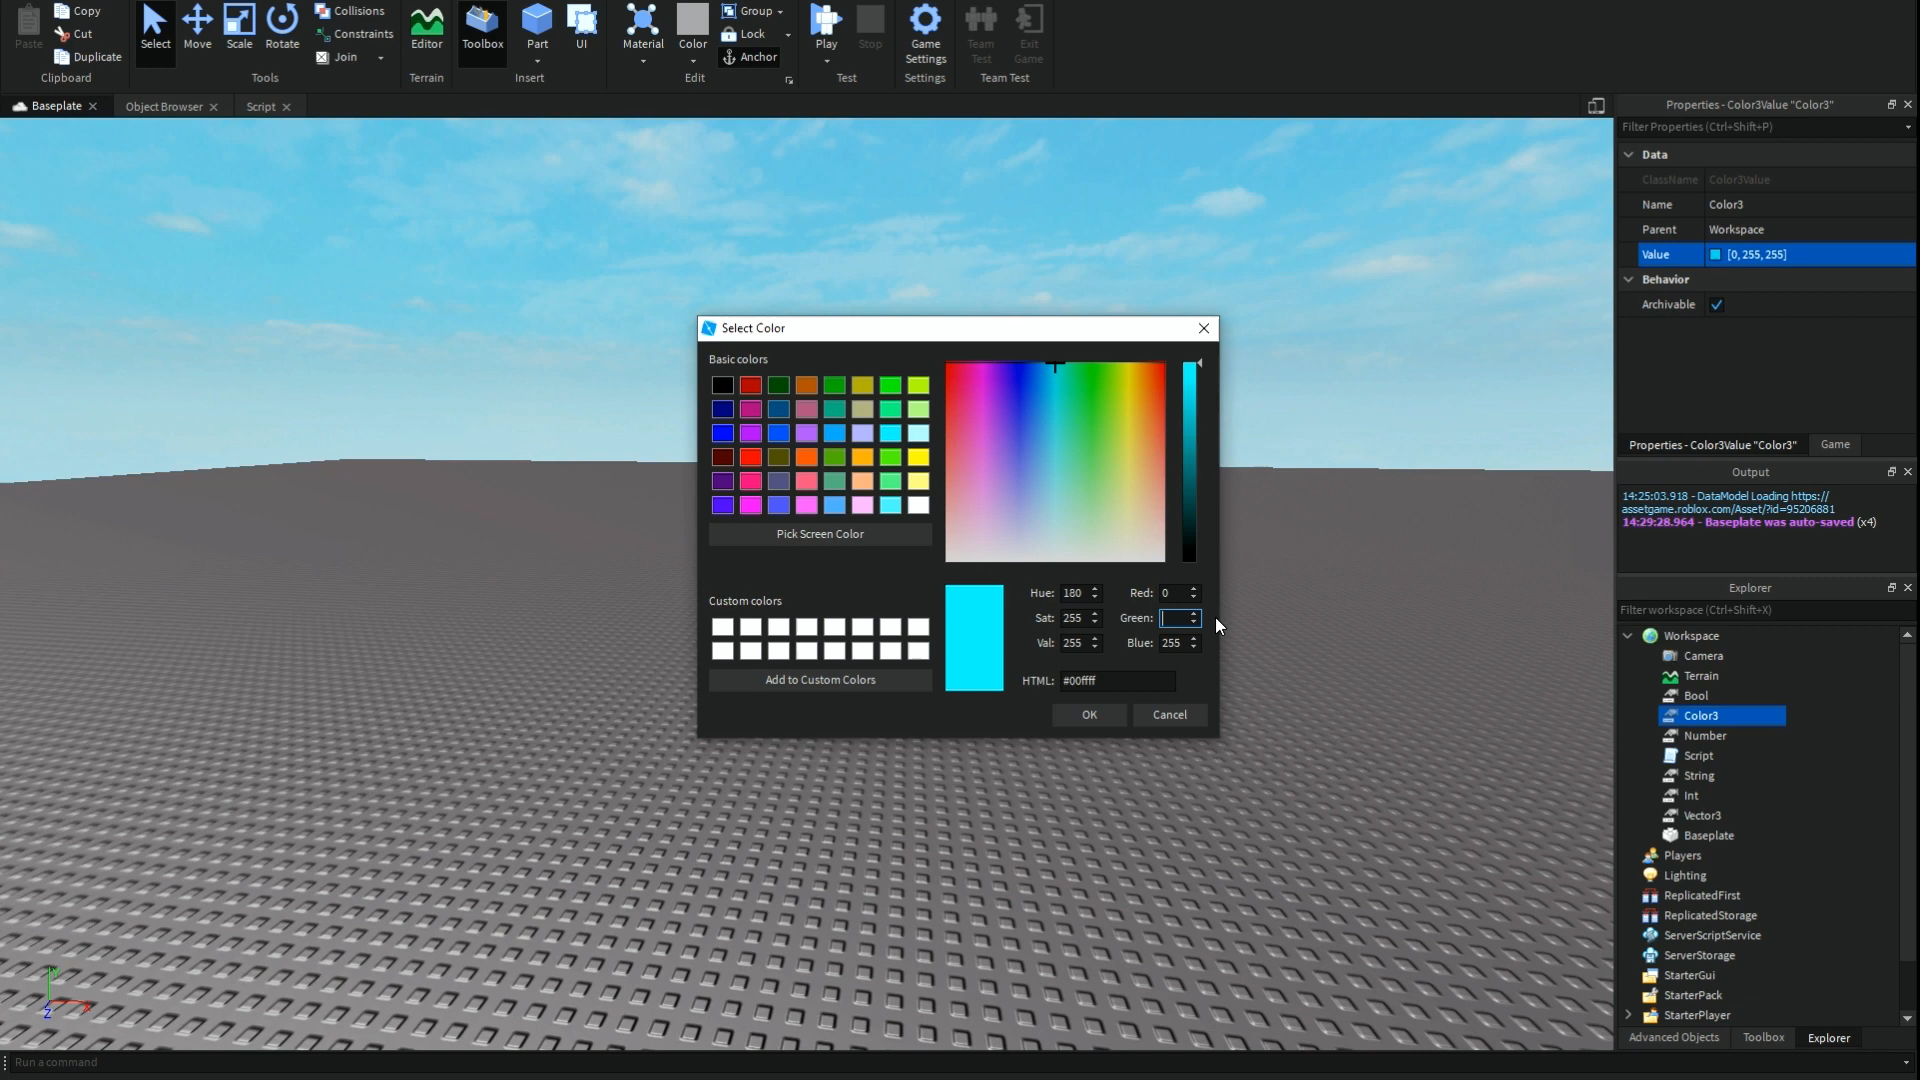 Paste
Copy
Cut
Duplicate
Clipboard
Select
Move
Scale
Rotate
Collisions
Constraints
Join
Tools
Editor
Terrain
Toolbox
Part
UI
Insert
Material
Color
Group
Lock
Anchor
Edit
Play
Stop
Test
Game
Settings
Settings
Team
Test
Exit
Game
Team Test
Baseplate
Object Browser
Script
Properties - Color3Value "Color3"
Filter Properties (Ctrl+Shift+P)
Data
ClassName Color3Value
Name Color3
Parent Workspace
Value [0, 255, 255]
Behavior
Archivable
Properties - Color3Value "Color3" Game
Output
14:25:03.918 - DataModel Loading https://
assetgame.roblox.com/Asset/?id=95206881
14:29:28.964 - Baseplate was auto-saved (x4)
Explorer
Filter workspace (Ctrl+Shift+X)
Workspace
Camera
Terrain
Bool
Color3
Number
Script
String
Int
Vector3
Baseplate
Players
Lighting
ReplicatedFirst
ReplicatedStorage
ServerScriptService
ServerStorage
StarterGui
StarterPack
StarterPlayer
Advanced Objects Toolbox Explorer
Select Color
Basic colors
Pick Screen Color
Custom colors
Add to Custom Colors
Hue: 180 Red: 0
Sat: 255 Green:
Val: 255 Blue: 255
HTML: #00ffff
OK Cancel
Y
X
Z
Run a command